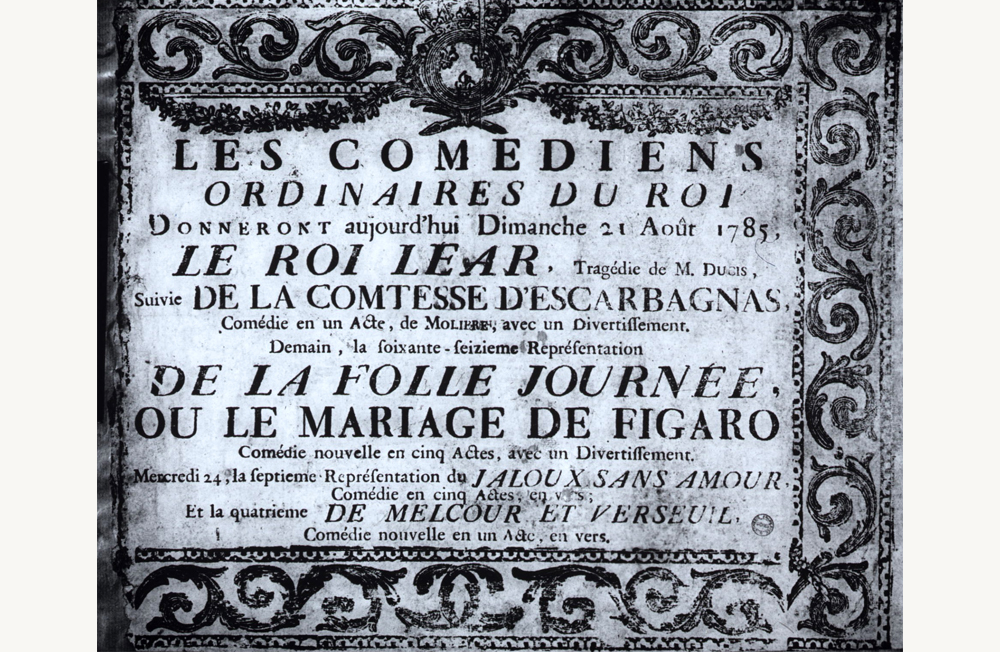 LES COMÉDIENS
ORDINAIRES DU ROI
DONNERONT aujourd'hui Dimanche 21 Août 1785,
LE ROI LEAR, Tragédie de M. DUCIS,
Suivie DE LA COMTESSE D'ESCARBAGNAS,
Comédie en un Acte, de MOLIERE, avec un Divertiſſement.
Demain, la ſoixante-ſeizieme Repréſentation
DE LA FOLLE JOURNÉE,
OU LE MARIAGE DE FIGARO
Comédie nouvelle en cinq Actes, avec un Divertiſſement.
Mercredi 24, la ſeptieme Repréſentation du JALOUX SANS AMOUR,
Comédie en cinq Actes, en vers;
Et la quatrieme DE MELCOUR ET VERSEUIL,
Comédie nouvelle en un Acte, en vers.